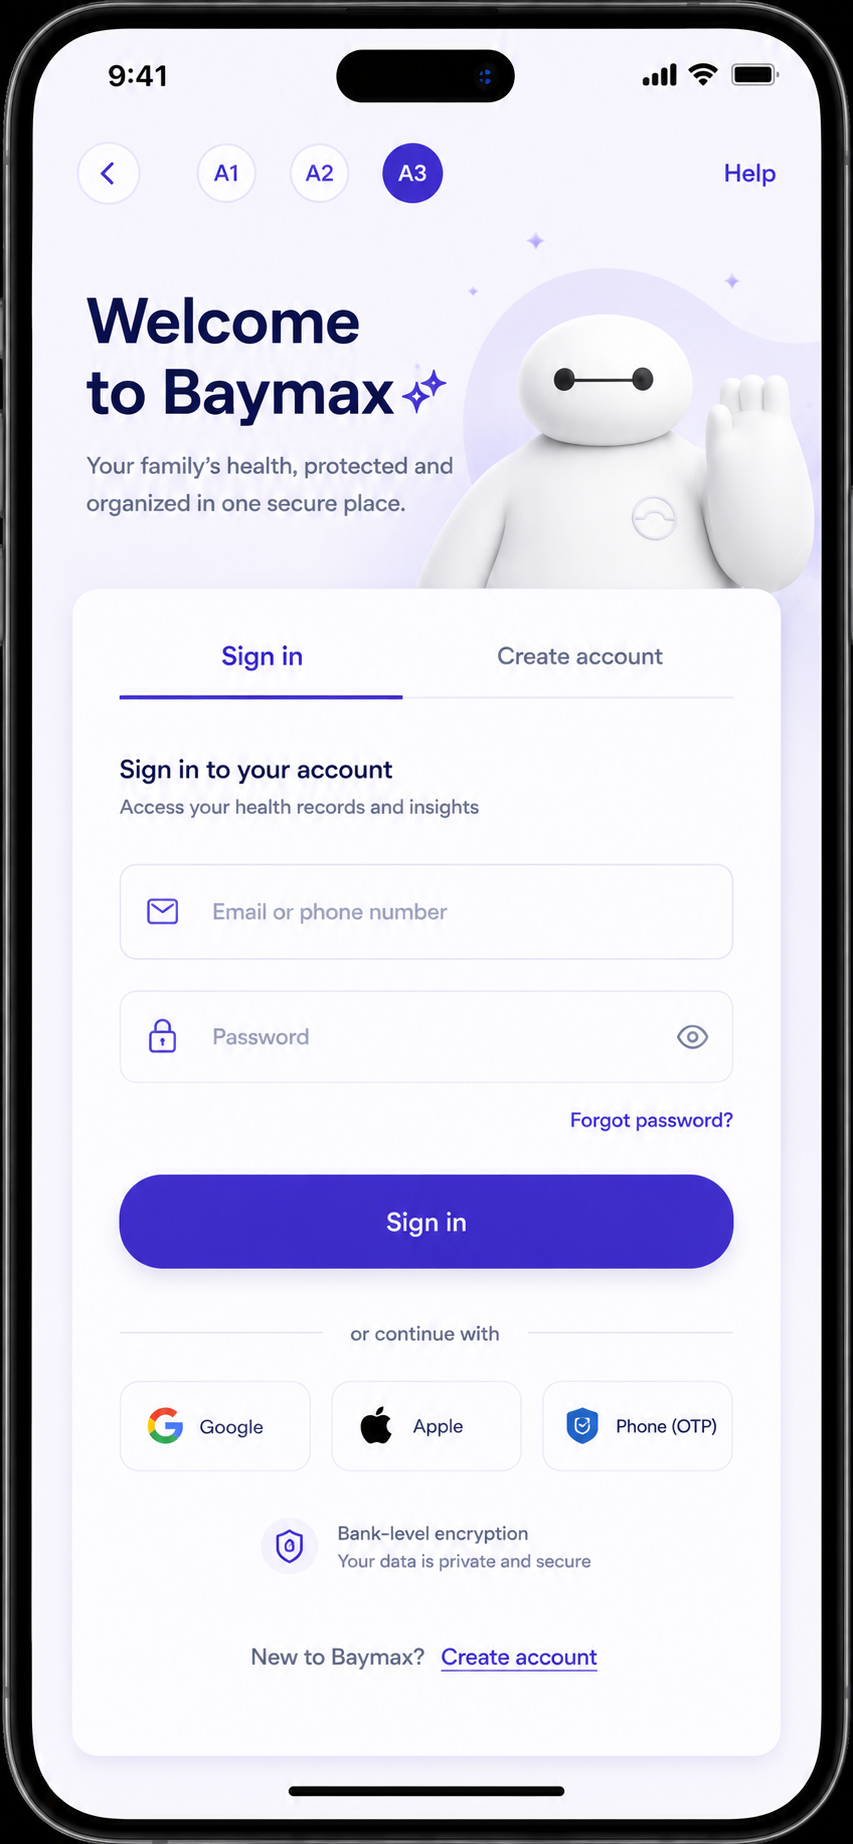 9:41
A1 A2 A3 Help
Welcome
to Baymax
Your family’s health, protected and
organized in one secure place.
Sign in Create account
Sign in to your account
Access your health records and insights
Email or phone number
Password
Forgot password?
Sign in
or continue with
Google Apple Phone (OTP)
Bank-level encryption
Your data is private and secure
New to Baymax? Create account